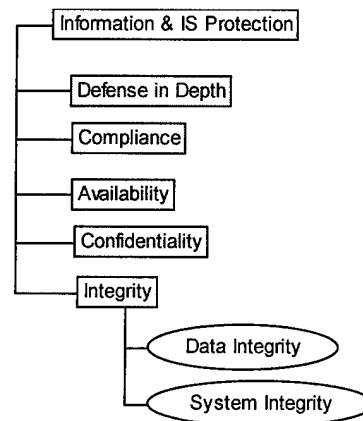 Information & IS Protection
Defense in Depth
Compliance
Availability
Confidentiality
Integrity
Data Integrity
System Integrity